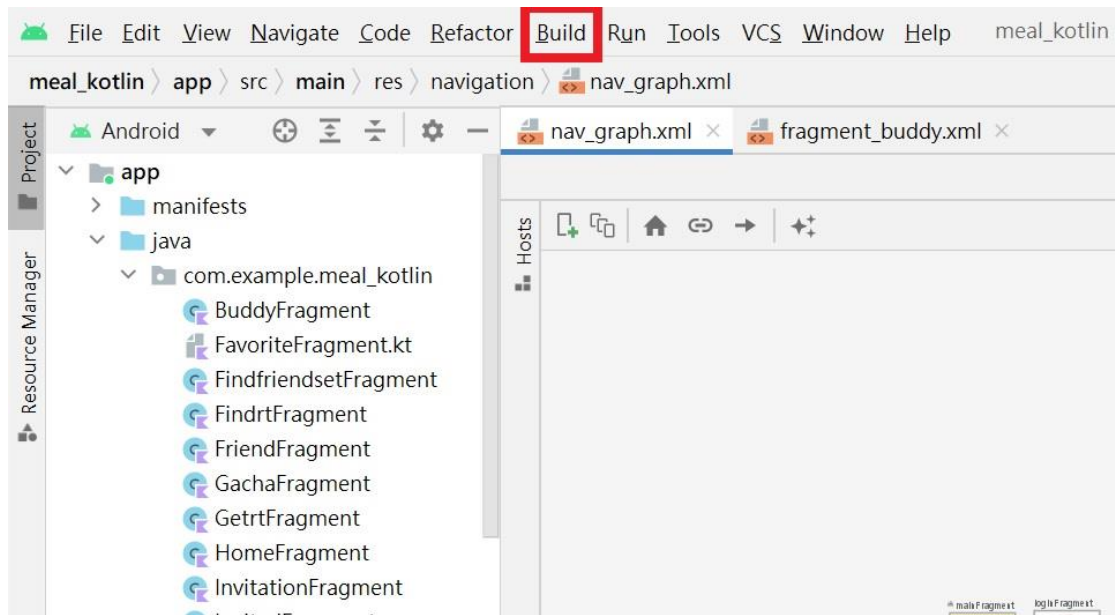 File Edit View Navigate Code Refactor Build Run Tools VCS Window Help meal_kotlin
meal_kotlin 〉 app 〉 src 〉 main 〉 res 〉 navigation 〉 nav_graph.xml
Project
Resource Manager
Android
app
manifests
java
com.example.meal_kotlin
BuddyFragment
FavoriteFragment.kt
FindfriendsetFragment
FindrtFragment
FriendFragment
GachaFragment
GetrtFragment
HomeFragment
InvitationFragment
nav_graph.xml × fragment_buddy.xml ×
Hosts
mainFragment loginFragment